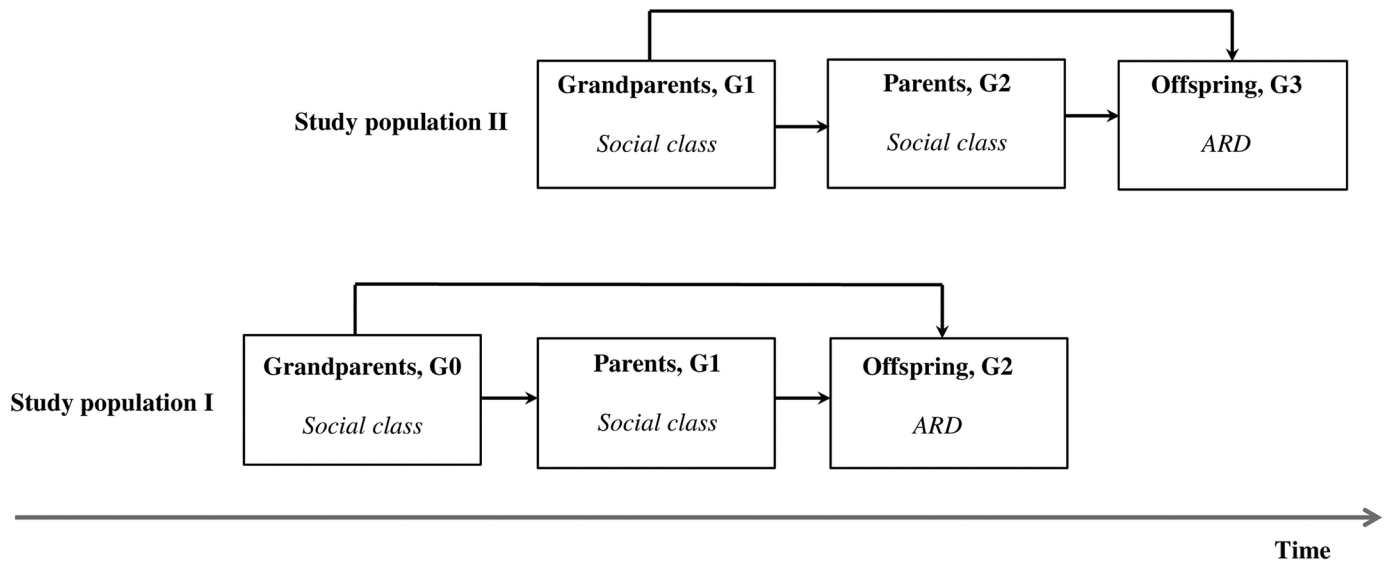 Grandparents, G1
Social class
Parents, G2
Social class
Offspring, G3
ARD
Study population II
Grandparents, G0
Social class
Parents, G1
Social class
Offspring, G2
ARD
Study population I
Time